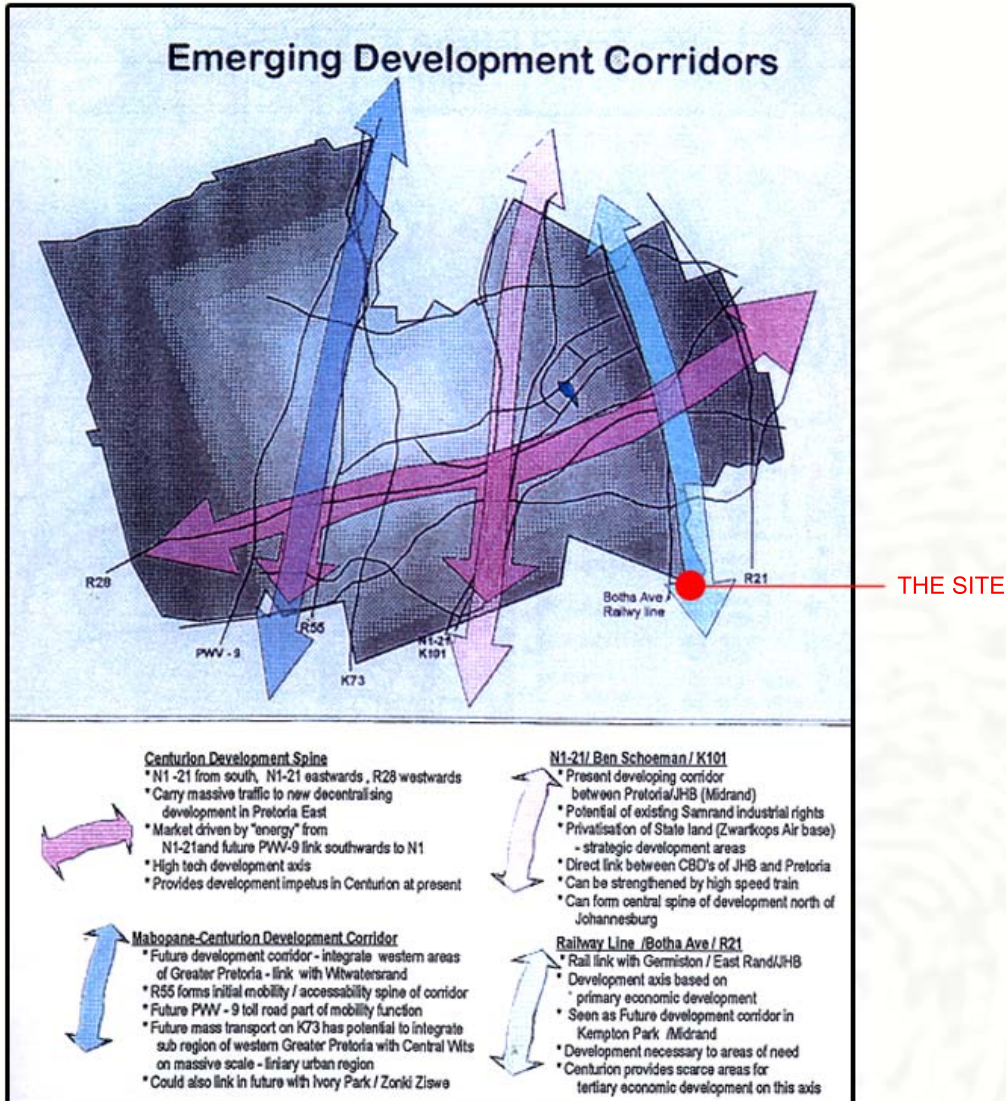 Emerging Development Corridors
R28
PWV - 9
R55
K73
N1-21
K101
Botha Ave /
Railwy line
R21
THE SITE
Centurion Development Spine
* N1 -21 from south, N1-21 eastwards , R28 westwards
* Carry massive traffic to new decentralising
development in Pretoria East
* Market driven by "energy" from
N1-21and future PWV-9 link southwards to N1
* High tech development axis
* Provides development impetus in Centurion at present
Mabopane-Centurion Development Corridor
* Future development corridor - integrate western areas
of Greater Pretoria - link with Witwatersrand
* R55 forms initial mobility / accessability spine of corridor
* Future PWV - 9 toll road part of mobility function
* Future mass transport on K73 has potential to integrate
sub region of western Greater Pretoria with Central Wits
on massive scale - liniary urban region
* Could also link in future with Ivory Park / Zonki Ziswe
N1-21/ Ben Schoeman / K101
* Present developing corridor
between Pretoria/JHB (Midrand)
* Potential of existing Samrand industrial rights
* Privatisation of State land (Zwartkops Air base)
- strategic development areas
* Direct link between CBD's of JHB and Pretoria
* Can be strengthened by high speed train
* Can form central spine of development north of
Johannesburg
Railway Line /Botha Ave / R21
* Rail link with Germiston / East Rand/JHB
* Development axis based on
primary economic development
* Seen as Future development corridor in
Kempton Park /Midrand
* Development necessary to areas of need
* Centurion provides scarce areas for
tertiary economic development on this axis